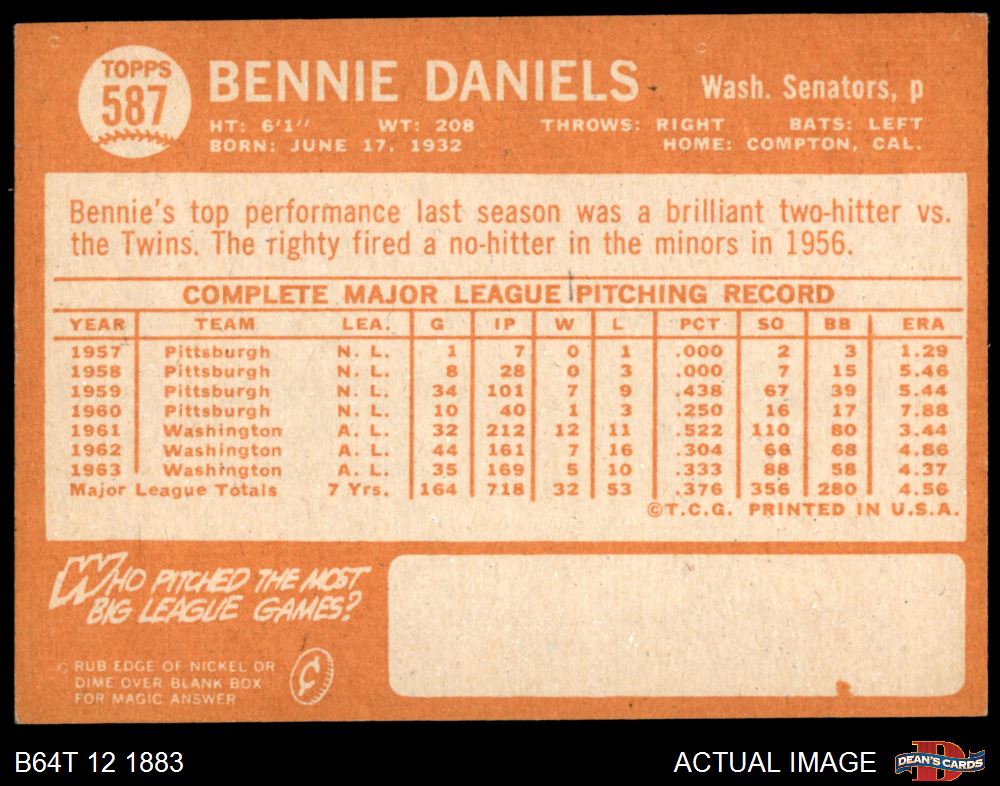 TOPPS
587
BENNIE DANIELS
Wash. Senators, p
HT: 6'1" WT: 208 THROWS: RIGHT BATS: LEFT
BORN: JUNE 17, 1932 HOME: COMPTON, CAL.
Bennie's top performance last season was a brilliant two-hitter vs.
the Twins. The righty fired a no-hitter in the minors in 1956.
COMPLETE MAJOR LEAGUE PITCHING RECORD
YEAR TEAM LEA. G IP W L PCT SO BB ERA
1957 Pittsburgh N. L. 1 7 0 1 .000 2 3 1.29
1958 Pittsburgh N. L. 8 28 0 3 .000 7 15 5.46
1959 Pittsburgh N. L. 34 101 7 9 .438 67 39 5.44
1960 Pittsburgh N. L. 10 40 1 3 .250 16 17 7.88
1961 Washington A. L. 32 212 12 11 .522 110 80 3.44
1962 Washington A. L. 44 161 7 16 .304 66 68 4.86
1963 Washington A. L. 35 169 5 10 .333 88 58 4.37
Major League Totals 7 Yrs. 164 718 32 53 .376 356 280 4.56
©T.C.G. PRINTED IN U.S.A.
WHO PITCHED THE MOST
BIG LEAGUE GAMES?
RUB EDGE OF NICKEL OR
DIME OVER BLANK BOX
FOR MAGIC ANSWER
¢
B64T 12 1883
ACTUAL IMAGE
D
DEAN'S CARDS